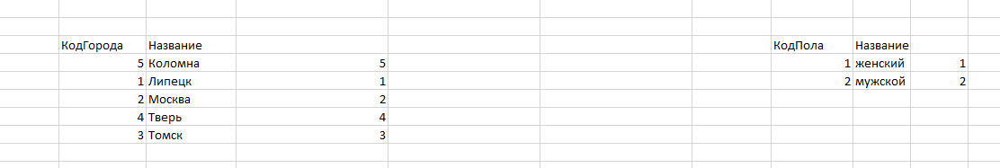 КодГорода Название КодПола Название
5 Коломна 5 1 женский 1
1 Липецк 1 2 мужской 2
2 Москва 2
4 Тверь 4
3 Томск 3